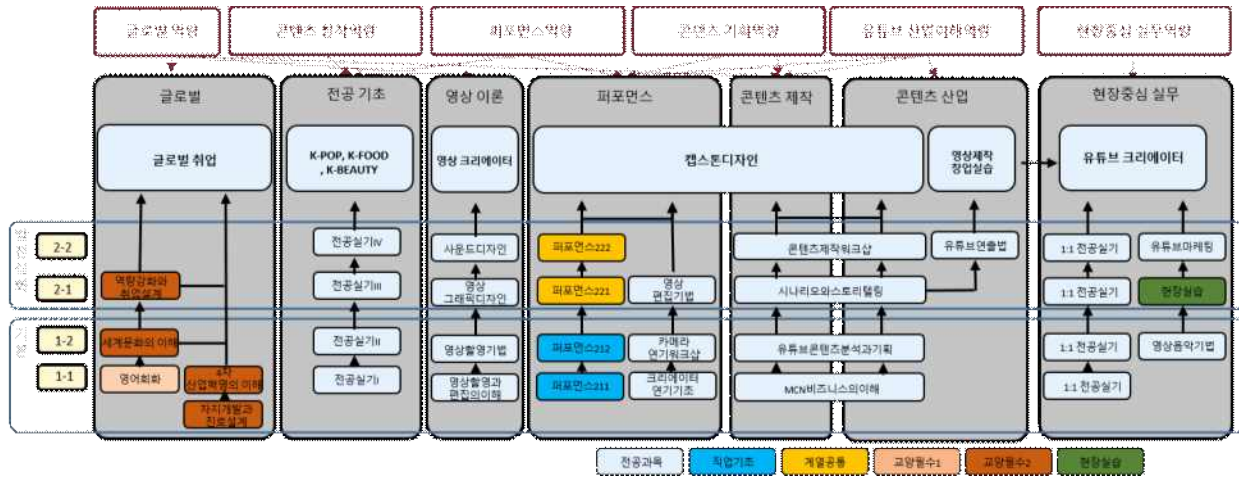 글로벌 역량
콘텐츠 창작역량
퍼포먼스역량
콘텐츠 기획역량
유튜브 산업이해역량
현장중심 실무역량
글로벌
전공 기초
영상 이론
퍼포먼스
콘텐츠 제작
콘텐츠 산업
현장중심 실무
글로벌 취업
K-POP, K-FOOD
, K-BEAUTY
영상 크리에이터
캡스톤디자인
영상제작
창업실습
유튜브 크리에이터
2-2
전공실기IV
사운드디자인
퍼포먼스222
콘텐츠제작워크샵
유튜브연출법
1:1 전공실기
유튜브마케팅
2-1
역량강화와
취업설계
전공실기III
영상
그래픽디자인
퍼포먼스221
영상
편집기법
시나리오와스토리텔링
1:1 전공실기
현장실습
1-2
세계문화의 이해
전공실기II
영상촬영기법
퍼포먼스212
카메라
연기워크샵
유튜브콘텐츠분석과기획
1:1 전공실기
영상음악기법
1-1
영어회화
4차
산업혁명의 이해
전공실기I
영상촬영과
편집의이해
퍼포먼스211
크리에이터
연기기초
MCN비즈니스의이해
1:1 전공실기
자기개발과
진로설계
전공과목
직업기초
계열공통
교양필수1
교양필수2
현장실습